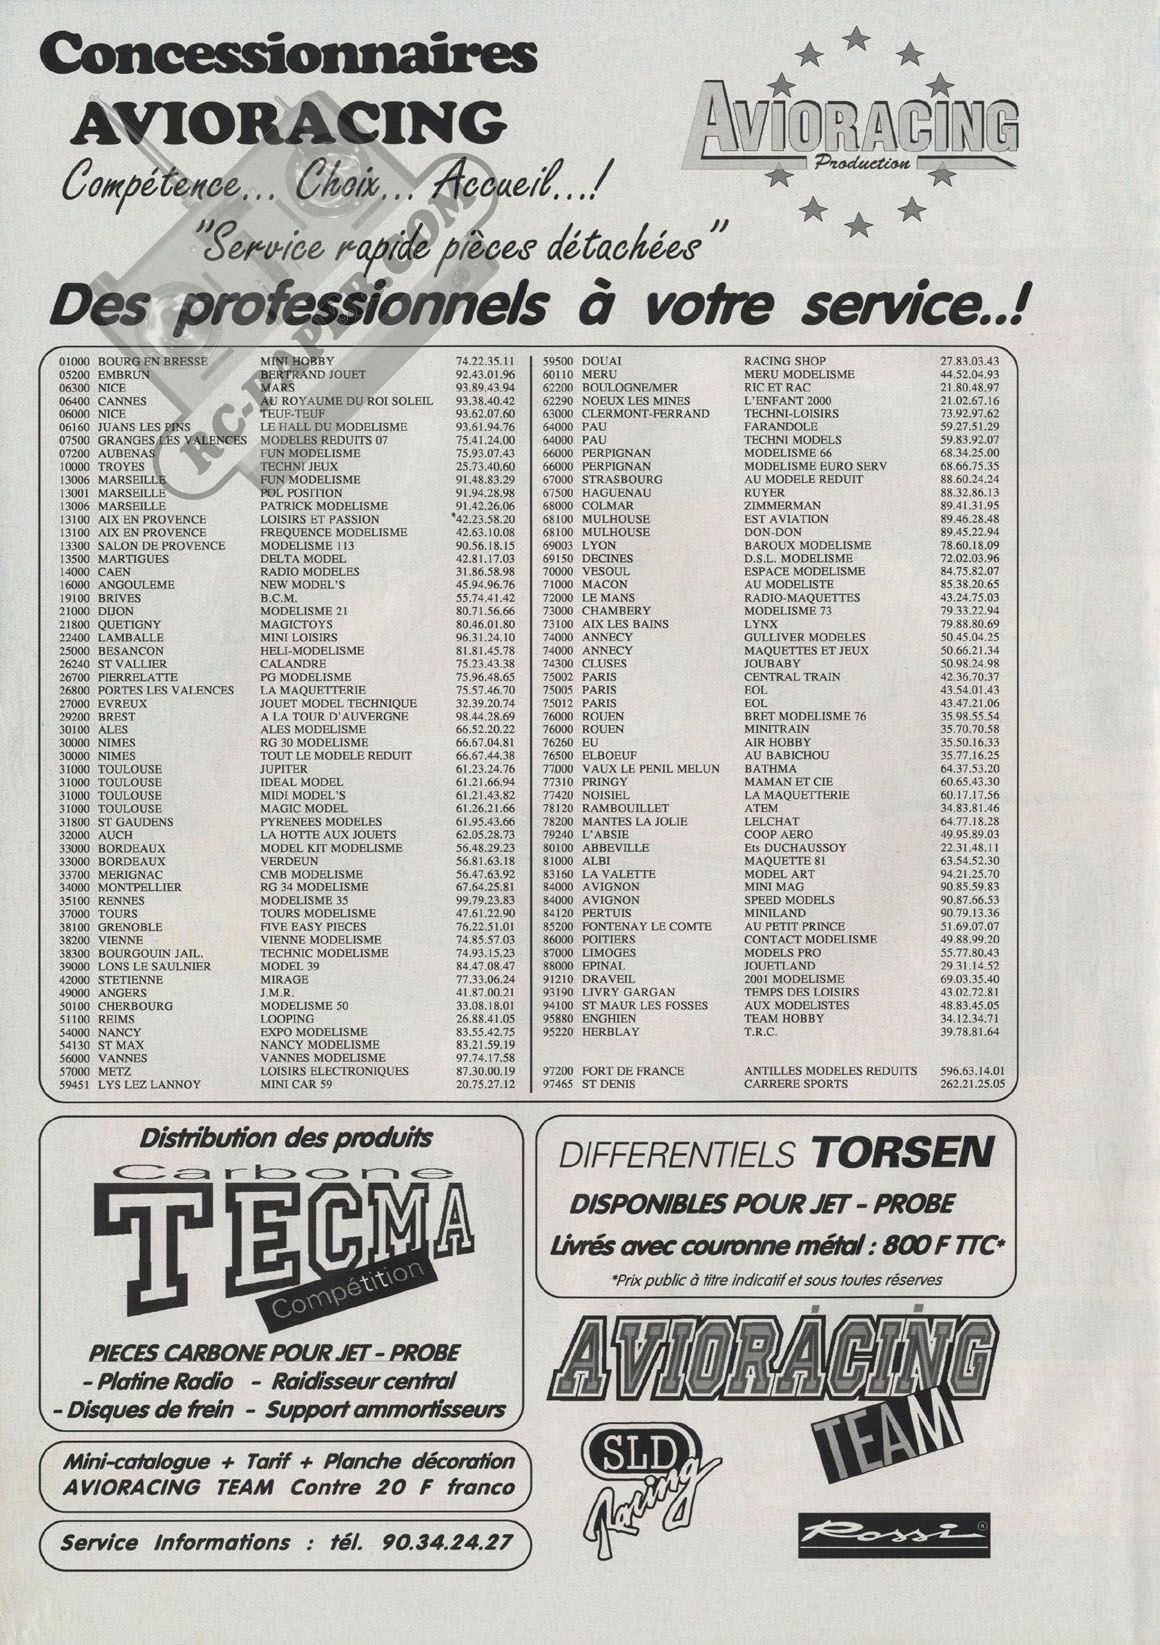 Concessionnaires
AVIORACING
Compétence... Choix... Accueil...!
"Service rapide pièces détachées"
AVIORACING
Production
Des professionnels à votre service..!
RC-PAPER.COM
01000 BOURG EN BRESSE MINI HOBBY 74.22.35.11
05200 EMBRUN BERTRAND JOUET 92.43.01.96
06300 NICE MARS 93.89.43.94
06400 CANNES AU ROYAUME DU ROI SOLEIL 93.38.40.42
06000 NICE TEUF-TEUF 93.62.07.60
06160 JUANS LES PINS LE HALL DU MODELISME 93.61.94.76
07500 GRANGES LES VALENCES MODELES REDUITS 07 75.41.24.00
07200 AUBENAS FUN MODELISME 75.93.07.43
10000 TROYES TECHNI JEUX 25.73.40.60
13006 MARSEILLE FUN MODELISME 91.48.83.29
13001 MARSEILLE POL POSITION 91.94.28.98
13006 MARSEILLE PATRICK MODELISME 91.42.26.06
13100 AIX EN PROVENCE LOISIRS ET PASSION 42.23.58.20
13100 AIX EN PROVENCE FREQUENCE MODELISME 42.63.10.08
13300 SALON DE PROVENCE MODELISME 113 90.56.18.15
13500 MARTIGUES DELTA MODEL 42.81.17.03
14000 CAEN RADIO MODELES 31.86.58.98
16000 ANGOULEME NEW MODEL'S 45.94.96.76
19100 BRIVES B.C.M. 55.74.41.42
21000 DIJON MODELISME 21 80.71.56.66
21800 QUETIGNY MAGICTOYS 80.46.01.80
22400 LAMBALLE MINI LOISIRS 96.31.24.10
25000 BESANCON HELI-MODELISME 81.81.45.78
26240 ST VALLIER CALANDRE 75.23.43.38
26700 PIERRELATTE PG MODELISME 75.96.48.65
26800 PORTES LES VALENCES LA MAQUETTERIE 75.57.46.70
27000 EVREUX JOUET MODEL TECHNIQUE 32.39.20.74
29200 BREST A LA TOUR D'AUVERGNE 98.44.28.69
30100 ALES ALES MODELISME 66.52.20.22
30000 NIMES RG 30 MODELISME 66.67.04.81
30000 NIMES TOUT LE MODELE REDUIT 66.67.44.38
31000 TOULOUSE JUPITER 61.23.24.76
31000 TOULOUSE IDEAL MODEL 61.21.66.94
31000 TOULOUSE MIDI MODEL'S 61.21.43.82
31000 TOULOUSE MAGIC MODEL 61.26.21.66
31800 ST GAUDENS PYRENEES MODELES 61.95.43.66
32000 AUCH LA HOTTE AUX JOUETS 62.05.28.73
33000 BORDEAUX MODEL KIT MODELISME 56.48.29.23
33000 BORDEAUX VERDEUN 56.81.63.18
33700 MERIGNAC CMB MODELISME 56.47.63.92
34000 MONTPELLIER RG 34 MODELISME 67.64.25.81
35100 RENNES MODELISME 35 99.79.23.83
37000 TOURS TOURS MODELISME 47.61.22.90
38100 GRENOBLE FIVE EASY PIECES 76.22.51.01
38200 VIENNE VIENNE MODELISME 74.85.57.03
38300 BOURGOUIN JAIL. TECHNIC MODELISME 74.93.15.23
39000 LONS LE SAULNIER MODEL 39 84.47.08.47
42000 STETIENNE MIRAGE 77.33.06.24
49000 ANGERS J.M.R. 41.87.00.21
50100 CHERBOURG MODELISME 50 33.08.18.01
51100 REIMS LOOPING 26.88.41.05
54000 NANCY EXPO MODELISME 83.55.42.75
54130 ST MAX NANCY MODELISME 83.21.59.19
56000 VANNES VANNES MODELISME 97.74.17.58
57000 METZ LOISIRS ELECTRONIQUES 87.30.00.19
59451 LYS LEZ LANNOY MINI CAR 59 20.75.27.12
59500 DOUAI RACING SHOP 27.83.03.43
60110 MERU MERU MODELISME 44.52.04.93
62200 BOULOGNE/MER RIC ET RAC 21.80.48.97
62290 NOEUX LES MINES L'ENFANT 2000 21.02.67.16
63000 CLERMONT-FERRAND TECHNI-LOISIRS 73.92.97.62
64000 PAU FARANDOLE 59.27.51.29
64000 PAU TECHNI MODELS 59.83.92.07
66000 PERPIGNAN MODELISME 66 68.34.25.00
66000 PERPIGNAN MODELISME EURO SERV 68.66.75.35
67000 STRASBOURG AU MODELE REDUIT 88.60.24.24
67500 HAGUENAU RUYER 88.32.86.13
68000 COLMAR ZIMMERMAN 89.41.31.95
68100 MULHOUSE EST AVIATION 89.46.28.48
68100 MULHOUSE DON-DON 89.45.22.94
69003 LYON BAROUX MODELISME 78.60.18.09
69150 DECINES D.S.L. MODELISME 72.02.03.96
70000 VESOUL ESPACE MODELISME 84.75.82.07
71000 MACON AU MODELISTE 85.38.20.65
72000 LE MANS RADIO-MAQUETTES 43.24.75.03
73000 CHAMBERY MODELISME 73 79.33.22.94
73100 AIX LES BAINS LYNX 79.88.80.69
74000 ANNECY GULLIVER MODELES 50.45.04.25
74000 ANNECY MAQUETTES ET JEUX 50.66.21.34
74300 CLUSES JOUBABY 50.98.24.98
75002 PARIS CENTRAL TRAIN 42.36.70.37
75005 PARIS EOL 43.54.01.43
75012 PARIS EOL 43.47.21.06
76000 ROUEN BRET MODELISME 76 35.98.55.54
76000 ROUEN MINITRAIN 35.70.70.58
76260 EU AIR HOBBY 35.50.16.33
76500 ELBOEUF AU BABICHOU 35.77.16.25
77000 VAUX LE PENIL MELUN BATHMA 64.37.53.20
77310 PRINGY MAMAN ET CIE 60.65.43.30
77420 NOISIEL LA MAQUETTERIE 60.17.17.56
78120 RAMBOUILLET ATEM 34.83.81.46
78200 MANTES LA JOLIE LELCHAT 64.77.18.28
79240 L'ABSIE COOP AERO 49.95.89.03
80100 ABBEVILLE Ets DUCHAUSSOY 22.31.48.11
81000 ALBI MAQUETTE 81 63.54.52.30
83160 LA VALETTE MODEL ART 94.21.25.70
84000 AVIGNON MINI MAG 90.85.59.83
84000 AVIGNON SPEED MODELS 90.87.66.53
84120 PERTUIS MINILAND 90.79.13.36
85200 FONTENAY LE COMTE AU PETIT PRINCE 51.69.07.07
86000 POITIERS CONTACT MODELISME 49.88.99.20
87000 LIMOGES MODELS PRO 55.77.80.43
88000 EPINAL JOUETLAND 29.31.14.52
91210 DRAVEIL 2001 MODELISME 69.03.35.40
93190 LIVRY GARGAN TEMPS DES LOISIRS 43.02.72.81
94100 ST MAUR LES FOSSES AUX MODELISTES 48.83.45.05
95880 ENGHIEN TEAM HOBBY 34.12.34.71
95220 HERBLAY T.R.C. 39.78.81.64
97200 FORT DE FRANCE ANTILLES MODELES REDUITS 596.63.14.01
97465 ST DENIS CARRERE SPORTS 262.21.25.05
Distribution des produits
Carbone
TECMA
Compétition
PIECES CARBONE POUR JET - PROBE
- Platine Radio - Raidisseur central
- Disques de frein - Support ammortisseurs
Mini-catalogue + Tarif + Planche décoration
AVIORACING TEAM Contre 20 F franco
Service Informations : tél. 90.34.24.27
DIFFERENTIELS TORSEN
DISPONIBLES POUR JET - PROBE
Livrés avec couronne métal : 800 F TTC*
*Prix public à titre indicatif et sous toutes réserves
AVIORACING
TEAM
SLD
Racing
Rossi ®